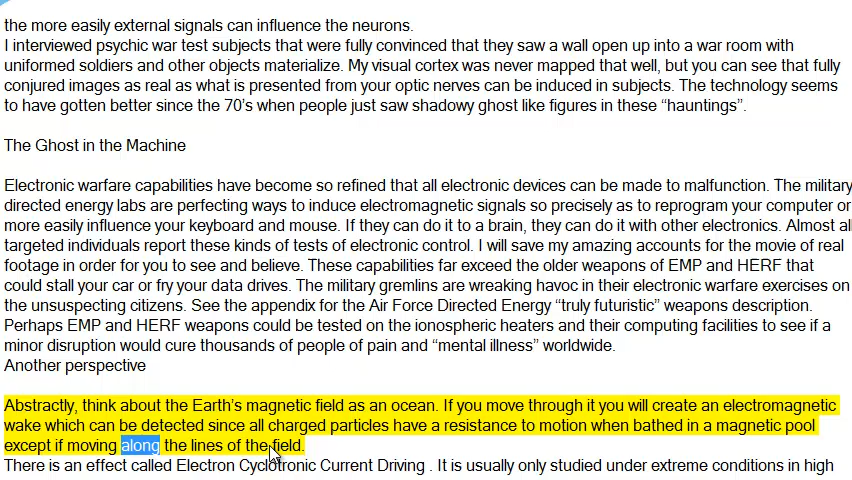 the more easily external signals can influence the neurons.
I interviewed psychic war test subjects that were fully convinced that they saw a wall open up into a war room with
uniformed soldiers and other objects materialize. My visual cortex was never mapped that well, but you can see that fully
conjured images as real as what is presented from your optic nerves can be induced in subjects. The technology seems
to have gotten better since the 70’s when people just saw shadowy ghost like figures in these “hauntings”.
The Ghost in the Machine
Electronic warfare capabilities have become so refined that all electronic devices can be made to malfunction. The military
directed energy labs are perfecting ways to induce electromagnetic signals so precisely as to reprogram your computer or
more easily influence your keyboard and mouse. If they can do it to a brain, they can do it with other electronics. Almost all
targeted individuals report these kinds of tests of electronic control. I will save my amazing accounts for the movie of real
footage in order for you to see and believe. These capabilities far exceed the older weapons of EMP and HERF that
could stall your car or fry your data drives. The military gremlins are wreaking havoc in their electronic warfare exercises on
the unsuspecting citizens. See the appendix for the Air Force Directed Energy “truly futuristic” weapons description.
Perhaps EMP and HERF weapons could be tested on the ionospheric heaters and their computing facilities to see if a
minor disruption would cure thousands of people of pain and “mental illness” worldwide.
Another perspective
Abstractly, think about the Earth’s magnetic field as an ocean. If you move through it you will create an electromagnetic
wake which can be detected since all charged particles have a resistance to motion when bathed in a magnetic pool
except if moving along the lines of the field.
There is an effect called Electron Cyclotronic Current Driving . It is usually only studied under extreme conditions in high